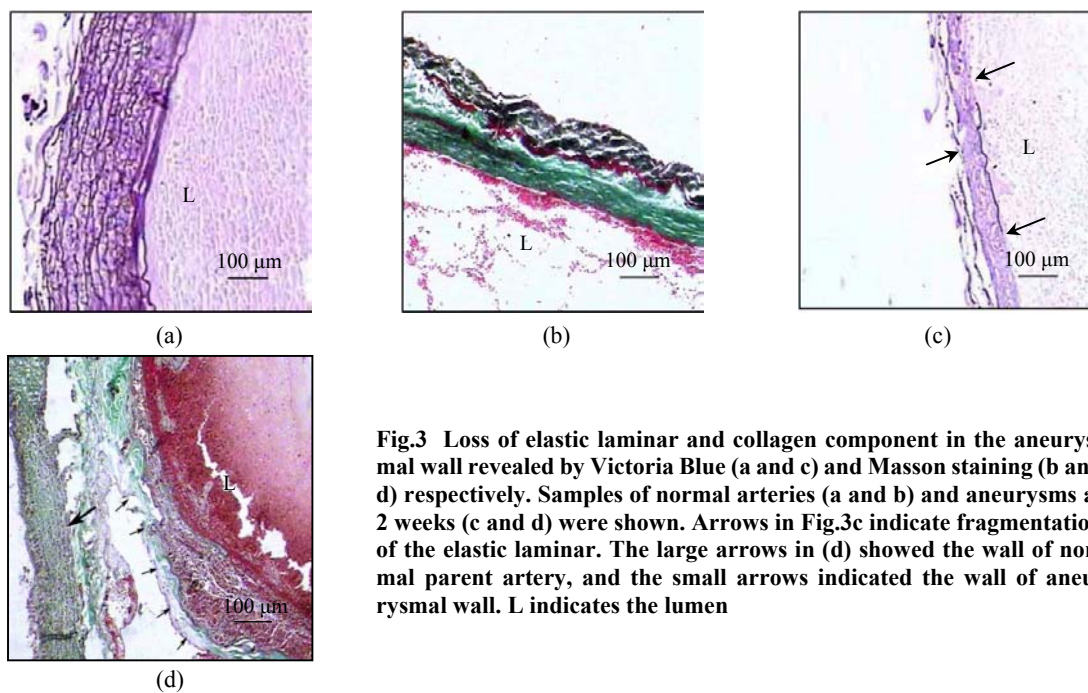 L
100 μm
(a)
L
100 μm
(b)
L
100 μm
(c)
L
100 μm
(d)
Fig.3 Loss of elastic laminar and collagen component in the aneurys-
mal wall revealed by Victoria Blue (a and c) and Masson staining (b an
d) respectively. Samples of normal arteries (a and b) and aneurysms a
2 weeks (c and d) were shown. Arrows in Fig.3c indicate fragmentation
of the elastic laminar. The large arrows in (d) showed the wall of nor-
mal parent artery, and the small arrows indicated the wall of aneu-
rysmal wall. L indicates the lumen